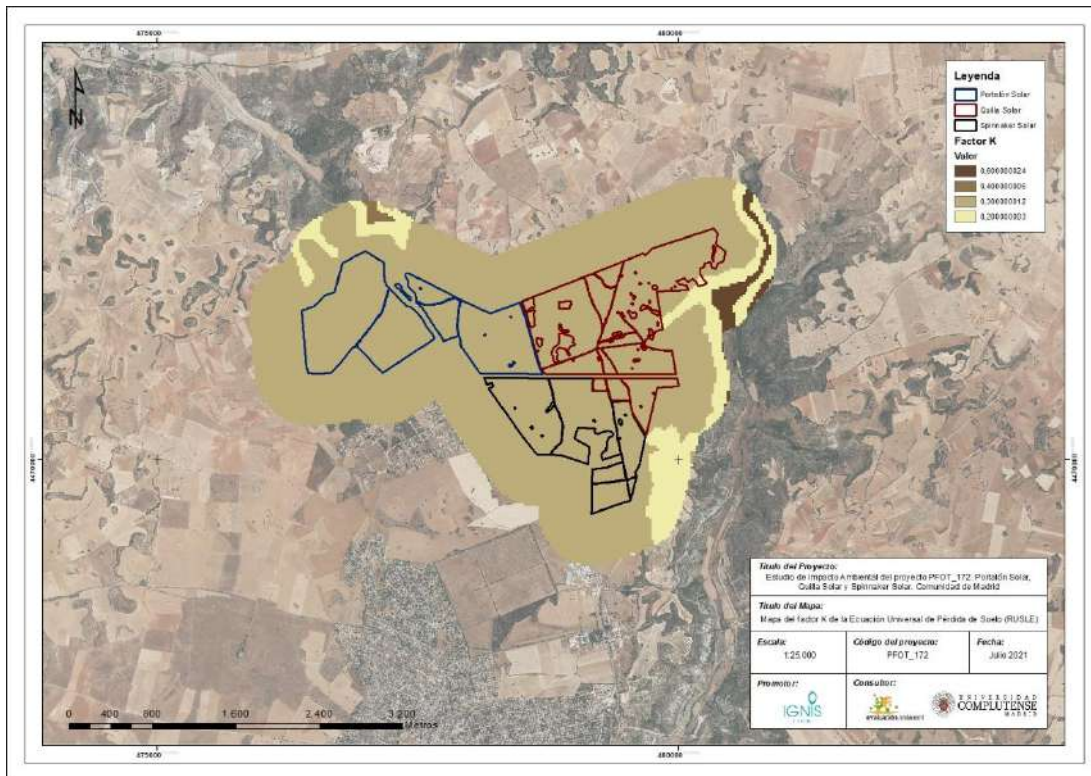 475000
480000
N
Leyenda
Portalón Solar
Quilla Solar
Spinnaker Solar
Factor K
Valor
0,600000024
0,400000006
0,300000012
0,200000003
4470000
4470000
Título del Proyecto:
Estudio de Impacto Ambiental del proyecto PFOT_172. Portalón Solar,
Quilla Solar y Spinnaker Solar. Comunidad de Madrid
Título del Mapa:
Mapa del factor K de la Ecuación Universal de Pérdida de Suelo (RUSLE)
Escala:
1:25.000
Código del proyecto:
PFOT_172
Fecha:
Julio 2021
Promotor:
IGNIS
Consultor:
UNIVERSIDAD
COMPLUTENSE
MADRID
0 400 800 1.600 2.400 3.200
Metros
475000
480000